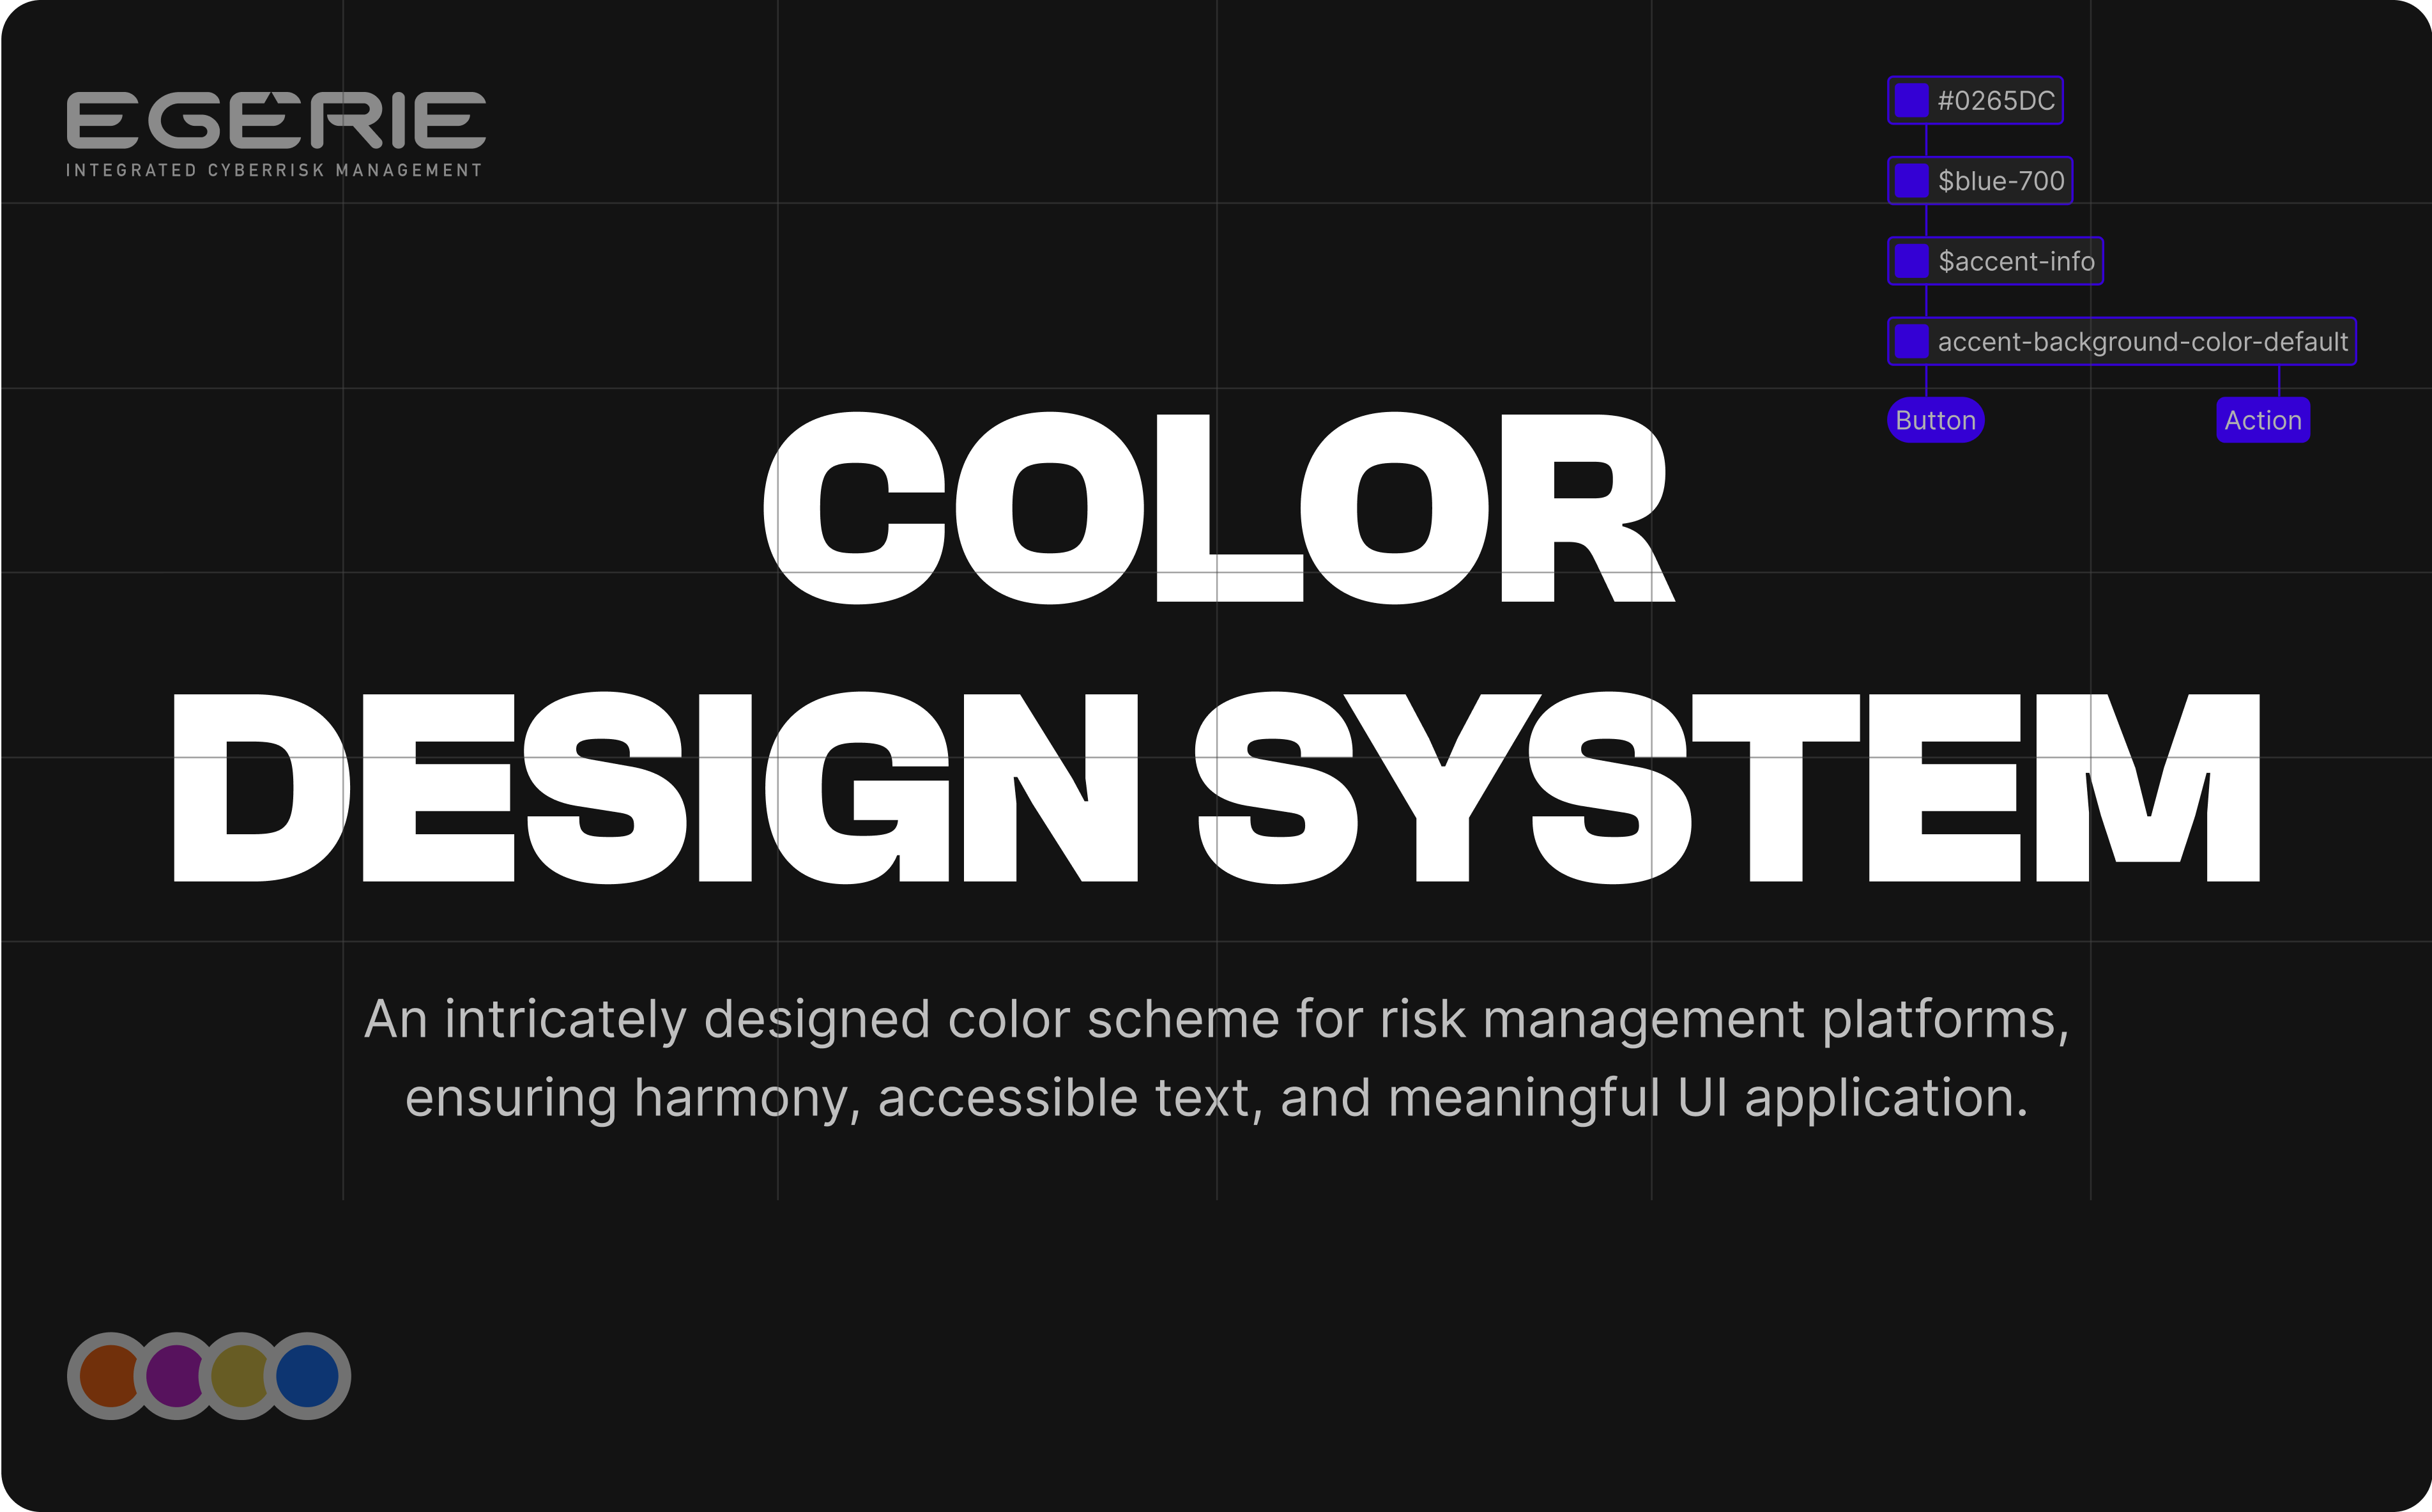 EGERIE
INTEGRATED CYBERRISK MANAGEMENT
#0265DC
$blue-700
$accent-info
accent-background-color-default
Button
Action
COLOR
DESIGN SYSTEM
An intricately designed color scheme for risk management platforms,
ensuring harmony, accessible text, and meaningful UI application.